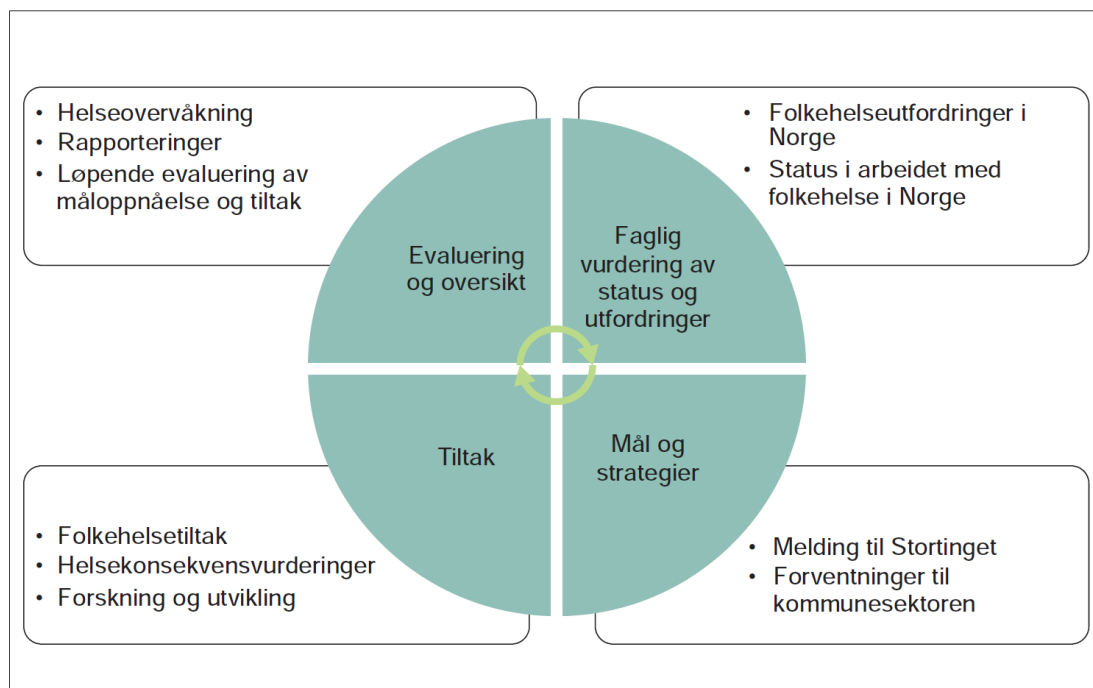 • Helseovervåkning
• Rapporteringer
• Løpende evaluering av
måloppnåelse og tiltak
• Folkehelseutfordringer i
Norge
• Status i arbeidet med
folkehelse i Norge
Evaluering
og oversikt
Faglig
vurdering av
status og
utfordringer
Tiltak
Mål og
strategier
• Folkehelsetiltak
• Helsekonsekvensvurderinger
• Forskning og utvikling
• Melding til Stortinget
• Forventninger til
kommunesektoren